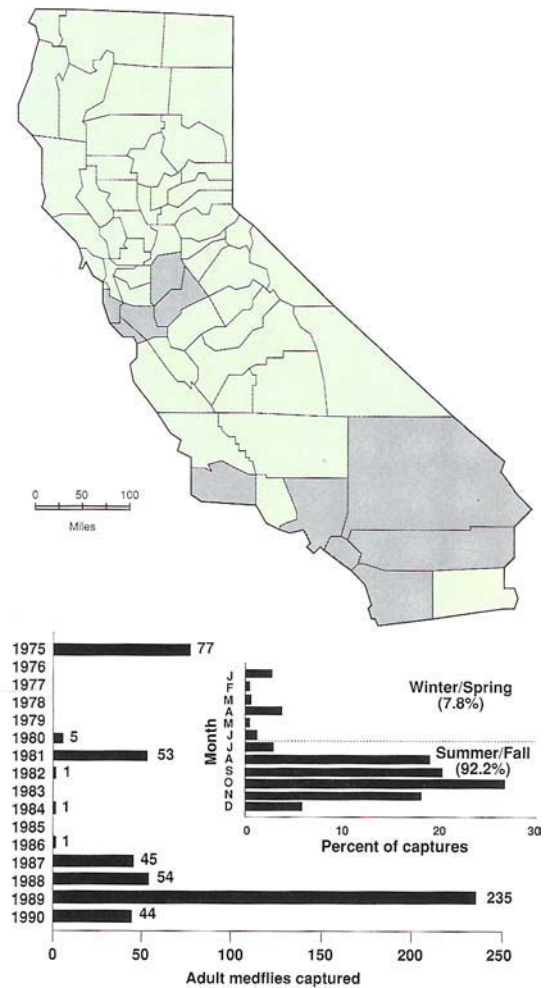 0 50 100
Miles
1975 77
1976
1977
1978
1979
1980 5
1981 53
1982 1
1983
1984 1
1985
1986 1
1987 45
1988 54
1989 235
1990 44
0 50 100 150 200 250
Adult medflies captured
Month
J
F
M
A
M
J
J
A
S
O
N
D
Winter/Spring
(7.8%)
Summer/Fall
(92.2%)
0 10 20 30
Percent of captures